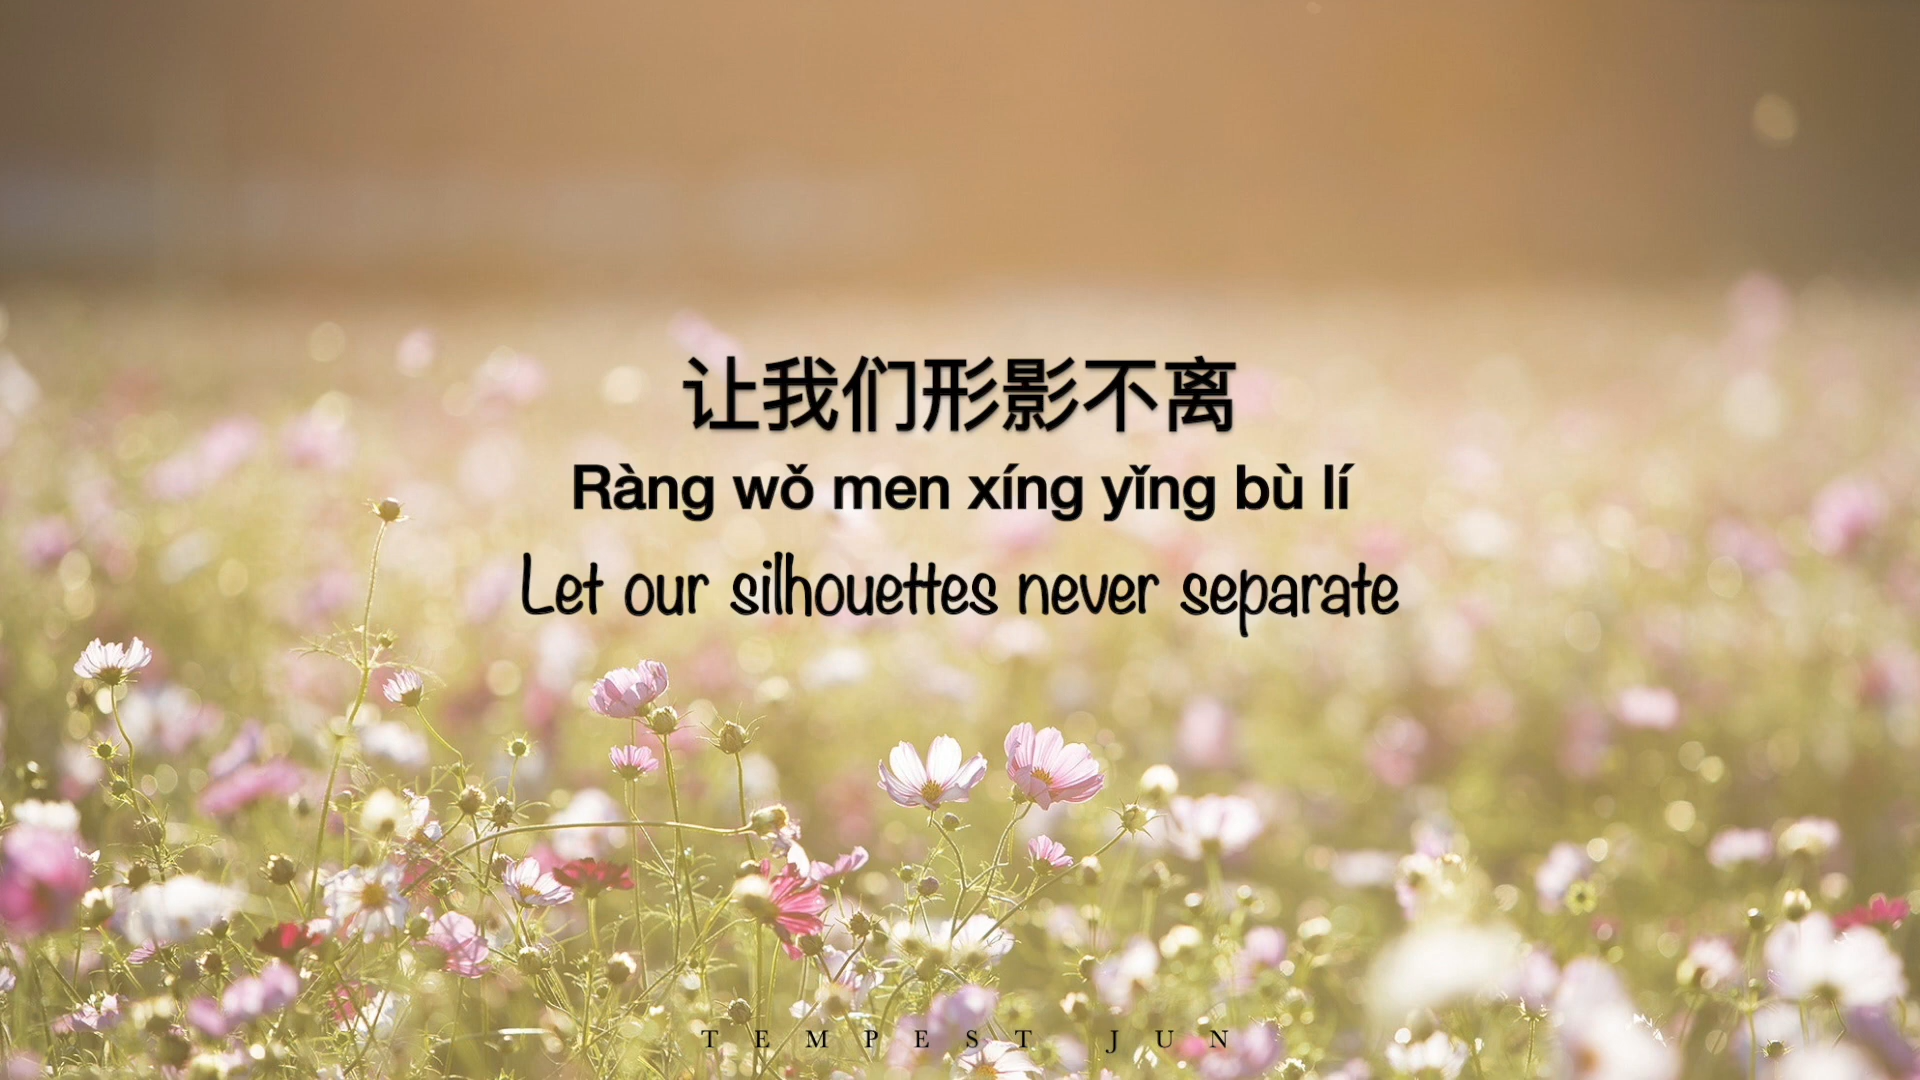 让我们形影不离
Ràng wǒ men xíng yǐng bù lí
Let our silhouettes never separate
TEMPEST JUN